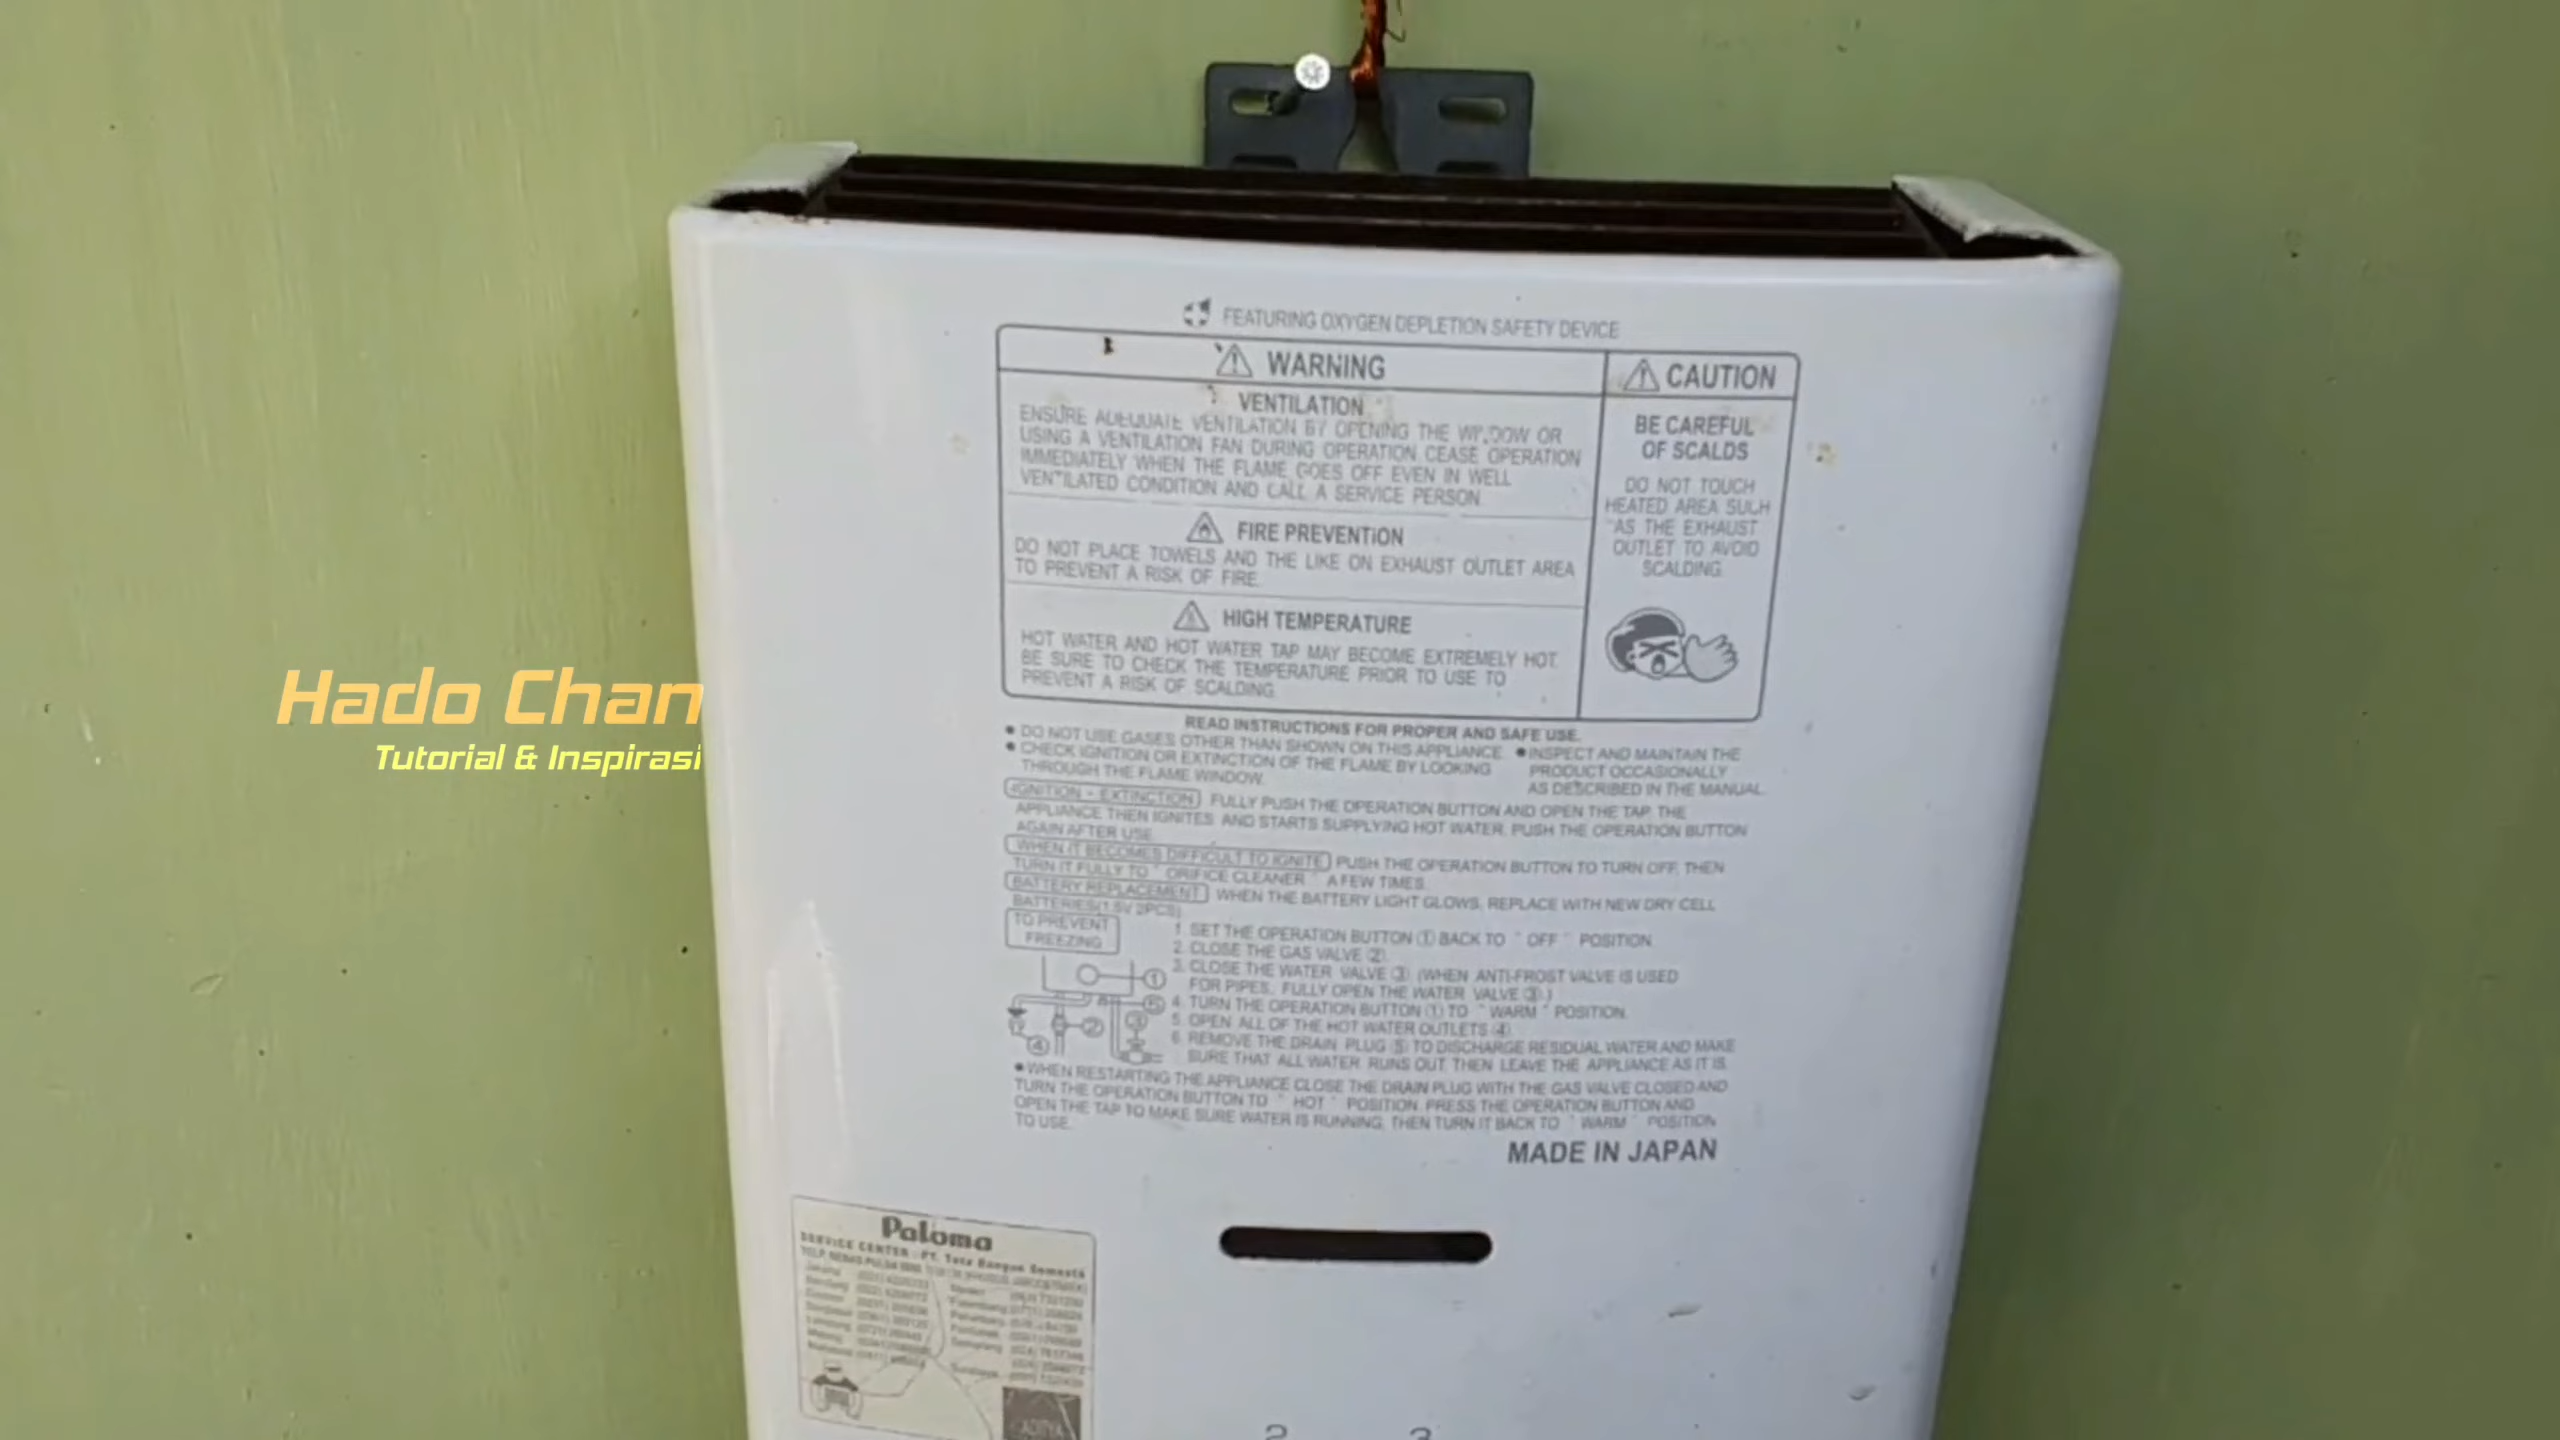 FEATURING OXYGEN DEPLETION SAFETY DEVICE
WARNING
VENTILATION
ENSURE ADEQUATE VENTILATION BY OPENING THE WINDOW OR
USING A VENTILATION FAN DURING OPERATION CEASE OPERATION
IMMEDIATELY WHEN THE FLAME GOES OFF EVEN IN WELL
VENTILATED CONDITION AND CALL A SERVICE PERSON.
FIRE PREVENTION
DO NOT PLACE TOWELS AND THE LIKE ON EXHAUST OUTLET AREA
TO PREVENT A RISK OF FIRE.
HIGH TEMPERATURE
HOT WATER AND HOT WATER TAP MAY BECOME EXTREMELY HOT.
BE SURE TO CHECK THE TEMPERATURE PRIOR TO USE TO
PREVENT A RISK OF SCALDING.
CAUTION
BE CAREFUL
OF SCALDS
DO NOT TOUCH
HEATED AREA SUCH
AS THE EXHAUST
OUTLET TO AVOID
SCALDING.
Hado Chan
Tutorial & Inspirasi
READ INSTRUCTIONS FOR PROPER AND SAFE USE.
• DO NOT USE GASES OTHER THAN SHOWN ON THIS APPLIANCE.
• CHECK IGNITION OR EXTINCTION OF THE FLAME BY LOOKING
THROUGH THE FLAME WINDOW.
• INSPECT AND MAINTAIN THE
PRODUCT OCCASIONALLY
AS DESCRIBED IN THE MANUAL.
IGNITION - EXTINCTION FULLY PUSH THE OPERATION BUTTON AND OPEN THE TAP. THE
APPLIANCE THEN IGNITES AND STARTS SUPPLYING HOT WATER. PUSH THE OPERATION BUTTON
AGAIN AFTER USE.
WHEN IT BECOMES DIFFICULT TO IGNITE PUSH THE OPERATION BUTTON TO TURN OFF, THEN
TURN IT FULLY TO "ORIFICE CLEANER" A FEW TIMES.
BATTERY REPLACEMENT WHEN THE BATTERY LIGHT GLOWS, REPLACE WITH NEW DRY CELL
BATTERIES(1.5V 2PCS)
TO PREVENT
FREEZING
1. SET THE OPERATION BUTTON ① BACK TO "OFF" POSITION.
2. CLOSE THE GAS VALVE ②.
3. CLOSE THE WATER VALVE ③ (WHEN ANTI-FROST VALVE IS USED
FOR PIPES, FULLY OPEN THE WATER VALVE ③.)
4. TURN THE OPERATION BUTTON ① TO "WARM" POSITION.
5. OPEN ALL OF THE HOT WATER OUTLETS ④.
6. REMOVE THE DRAIN PLUG ⑤ TO DISCHARGE RESIDUAL WATER AND MAKE
SURE THAT ALL WATER RUNS OUT, THEN LEAVE THE APPLIANCE AS IT IS.
① ⑤ ③ ② ④
• WHEN RESTARTING THE APPLIANCE CLOSE THE DRAIN PLUG WITH THE GAS VALVE CLOSED AND
TURN THE OPERATION BUTTON TO "HOT" POSITION. PRESS THE OPERATION BUTTON AND
OPEN THE TAP TO MAKE SURE WATER IS RUNNING, THEN TURN IT BACK TO "WARM" POSITION
TO USE.
MADE IN JAPAN
Paloma
SERVICE CENTER : PT.
2 3